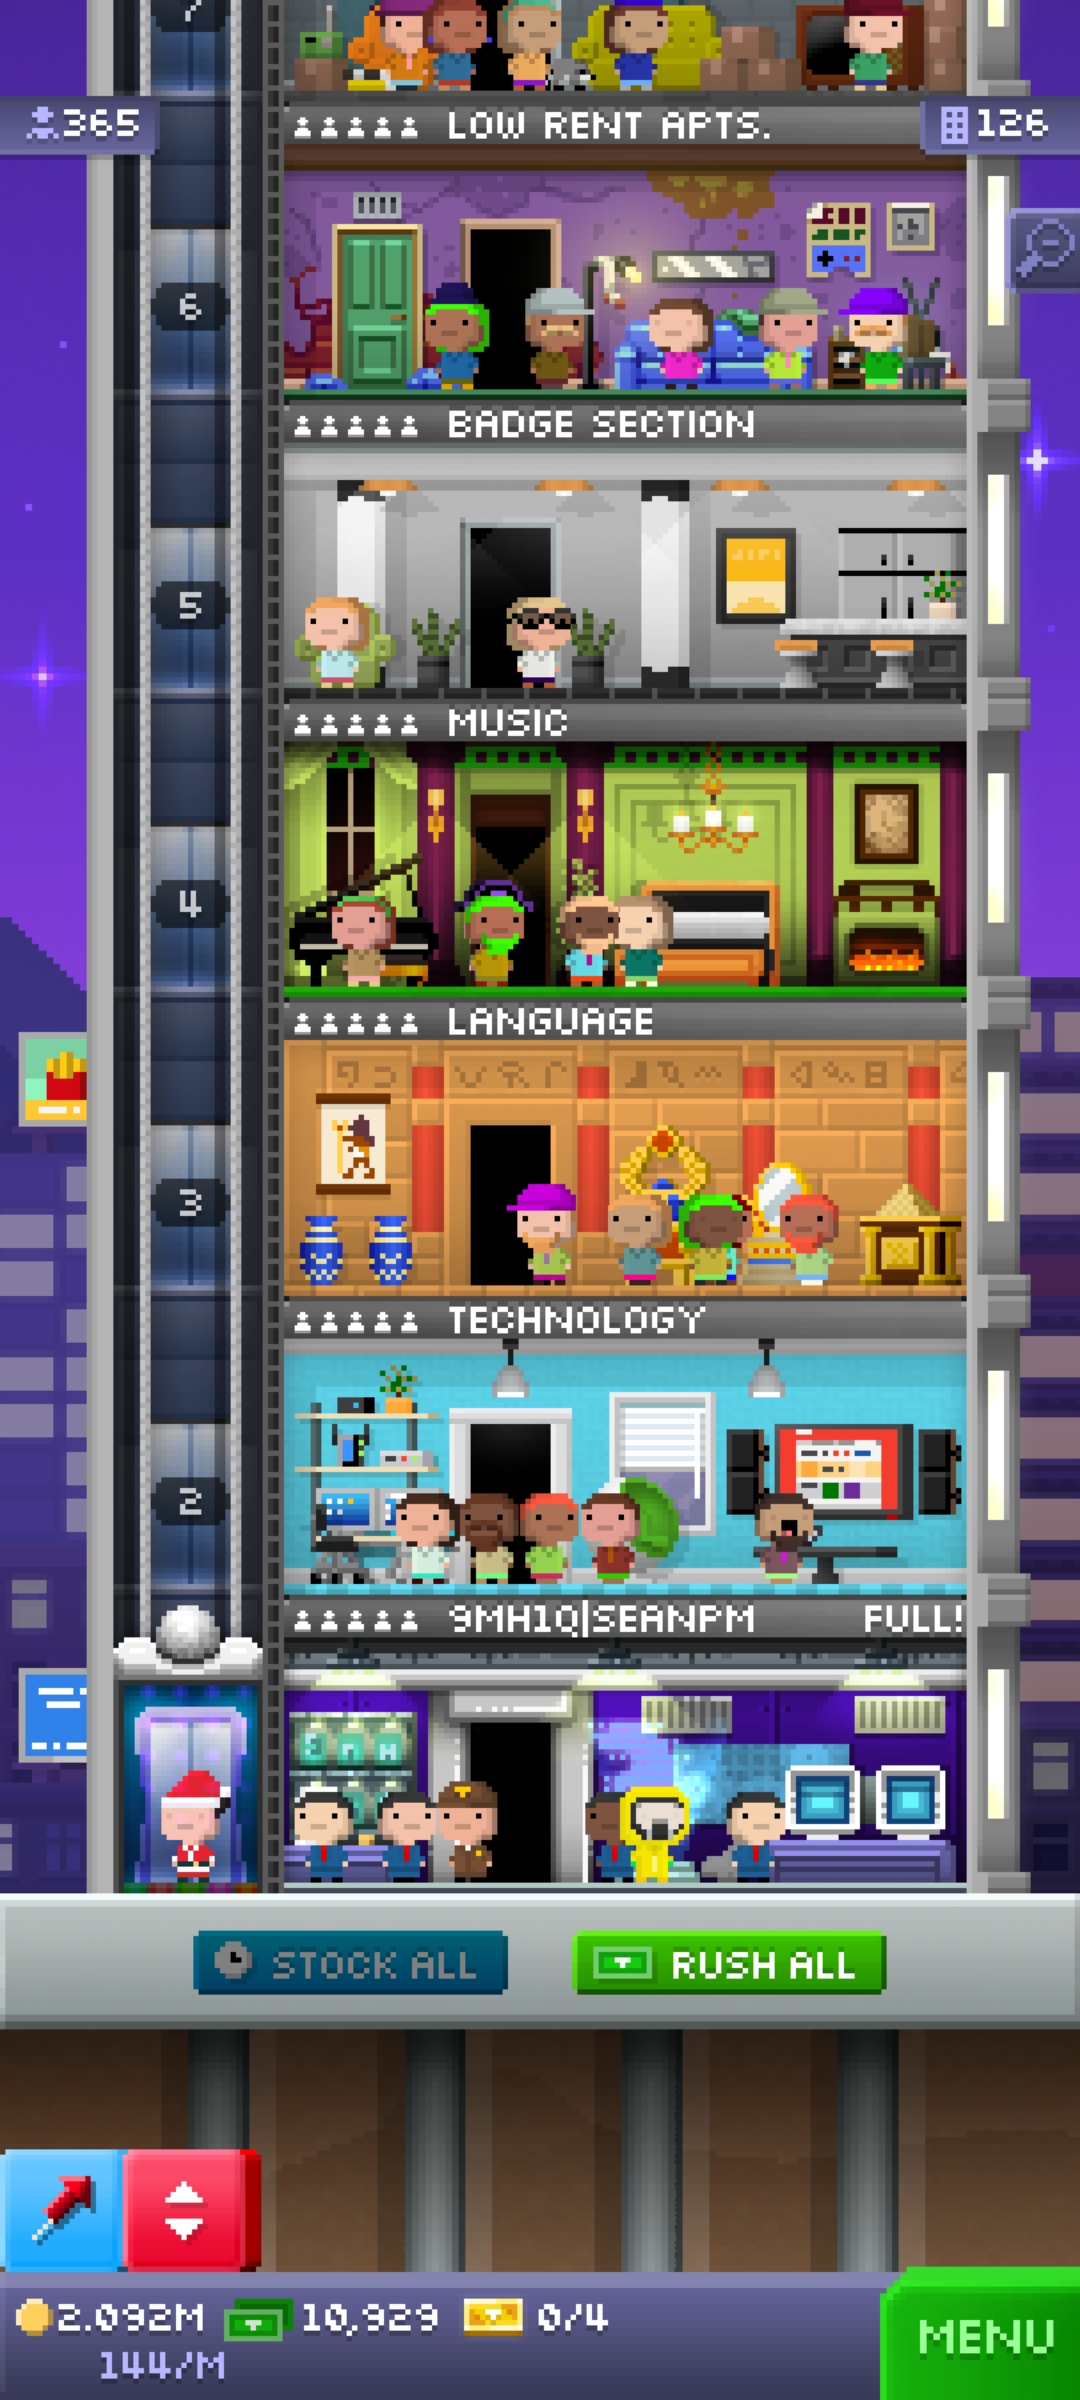 7
365
LOW RENT APTS.
126
6
BADGE SECTION
5
MUSIC
4
LANGUAGE
3
TECHNOLOGY
2
9MH1Q|SEANPM FULL!
STOCK ALL
RUSH ALL
2.092M 10,929 0/4
144/M
MENU